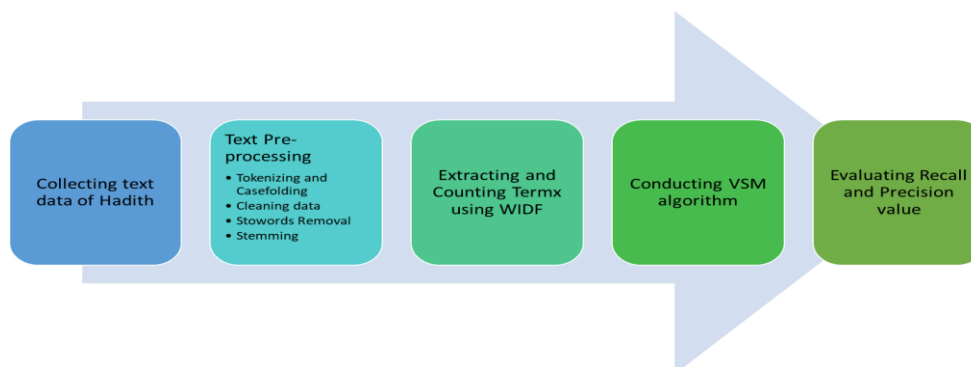 Collecting text
data of Hadith
Text Pre-
processing
• Tokenizing and
Casefolding
• Cleaning data
• Stowords Removal
• Stemming
Extracting and
Counting Termx
using WIDF
Conducting VSM
algorithm
Evaluating Recall
and Precision
value